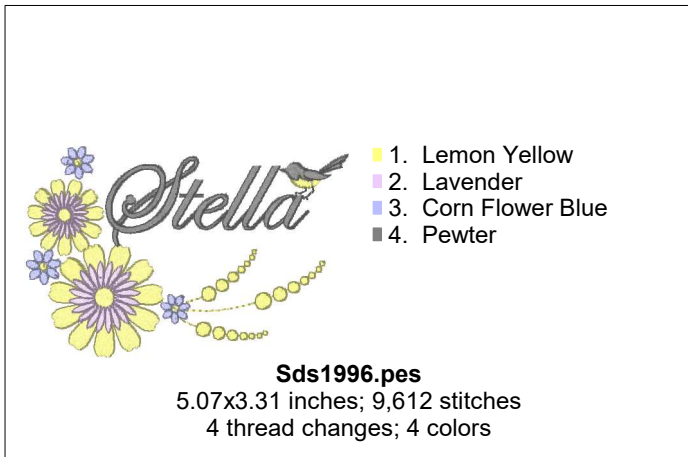 Stella
1. Lemon Yellow
2. Lavender
3. Corn Flower Blue
4. Pewter
Sds1996.pes
5.07x3.31 inches; 9,612 stitches
4 thread changes; 4 colors